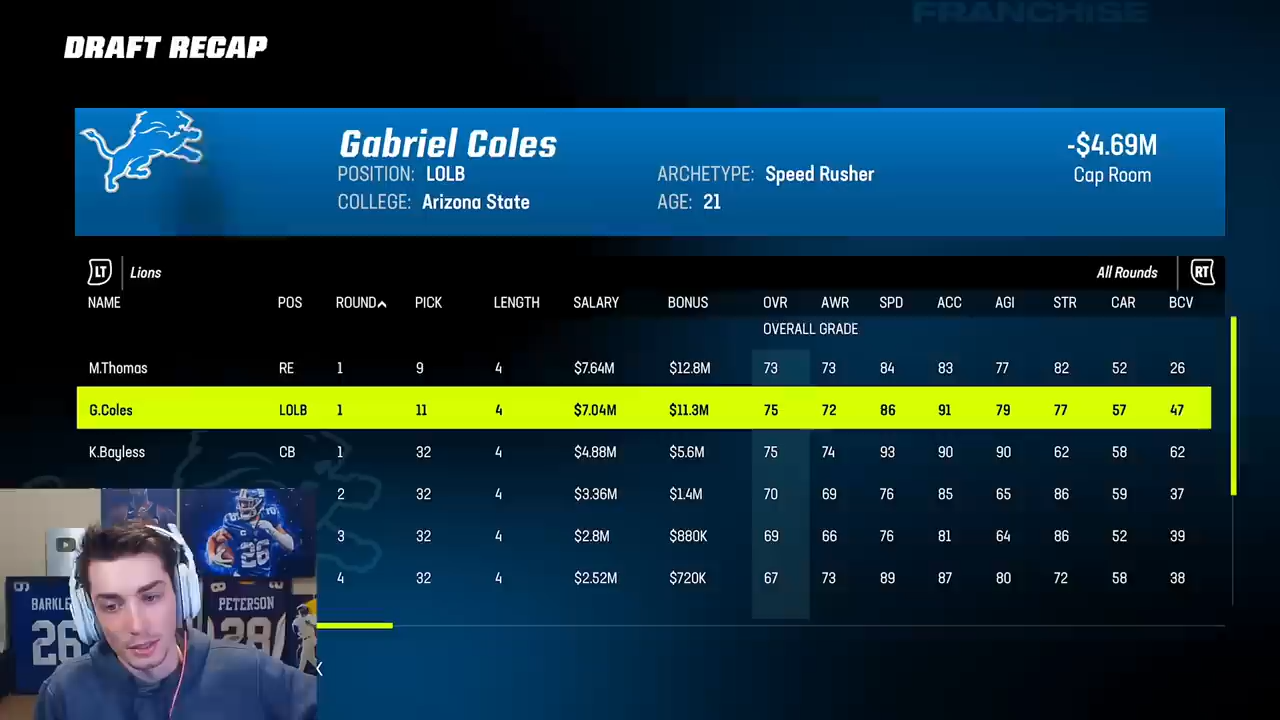 FRANCHISE
DRAFT RECAP
Gabriel Coles
POSITION: LOLB
COLLEGE: Arizona State
ARCHETYPE: Speed Rusher
AGE: 21
-$4.69M
Cap Room
LT Lions
All Rounds RT
NAME POS ROUND PICK LENGTH SALARY BONUS OVR AWR SPD ACC AGI STR CAR BCV
OVERALL GRADE
M.Thomas RE 1 9 4 $7.64M $12.8M 73 73 84 83 77 82 52 26
G.Coles LOLB 1 11 4 $7.04M $11.3M 75 72 86 91 79 77 57 47
K.Bayless CB 1 32 4 $4.88M $5.6M 75 74 93 90 90 62 58 62
2 32 4 $3.36M $1.4M 70 69 76 85 65 86 59 37
3 32 4 $2.8M $880K 69 66 76 81 64 86 52 39
4 32 4 $2.52M $720K 67 73 89 87 80 72 58 38
26
BARKLE
26
PETERSON
28